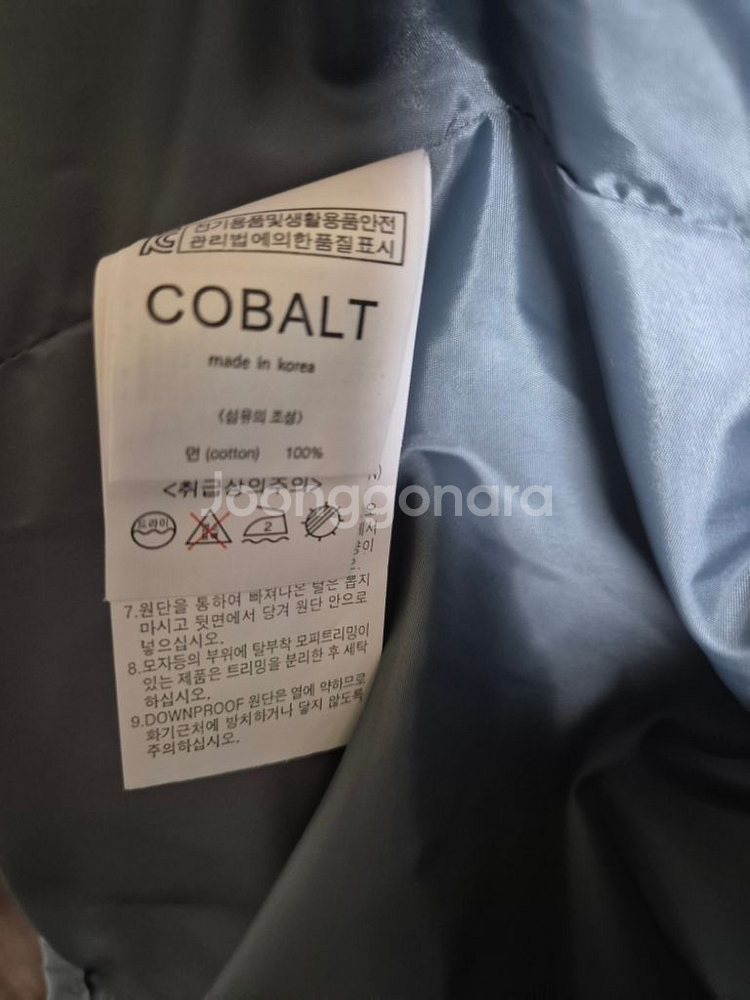 전기용품및생활용품안전
관리법에의한품질표시
COBALT
made in korea
<섬유의 조성>
면 (cotton) 100%
<취급상의주의>
Joonggonara
드라이
2
7.원단을 통하여 빠져나온 털은 뽑지
마시고 뒷면에서 당겨 원단 안으로
넣으십시오.
8.모자등의 부위에 탈부착 모피트리밍이
있는 제품은 트리밍을 분리한 후 세탁
하십시오.
9.DOWNPROOF 원단은 열에 약하므로
화기근처에 방치하거나 닿지 않도록
주의하십시오.